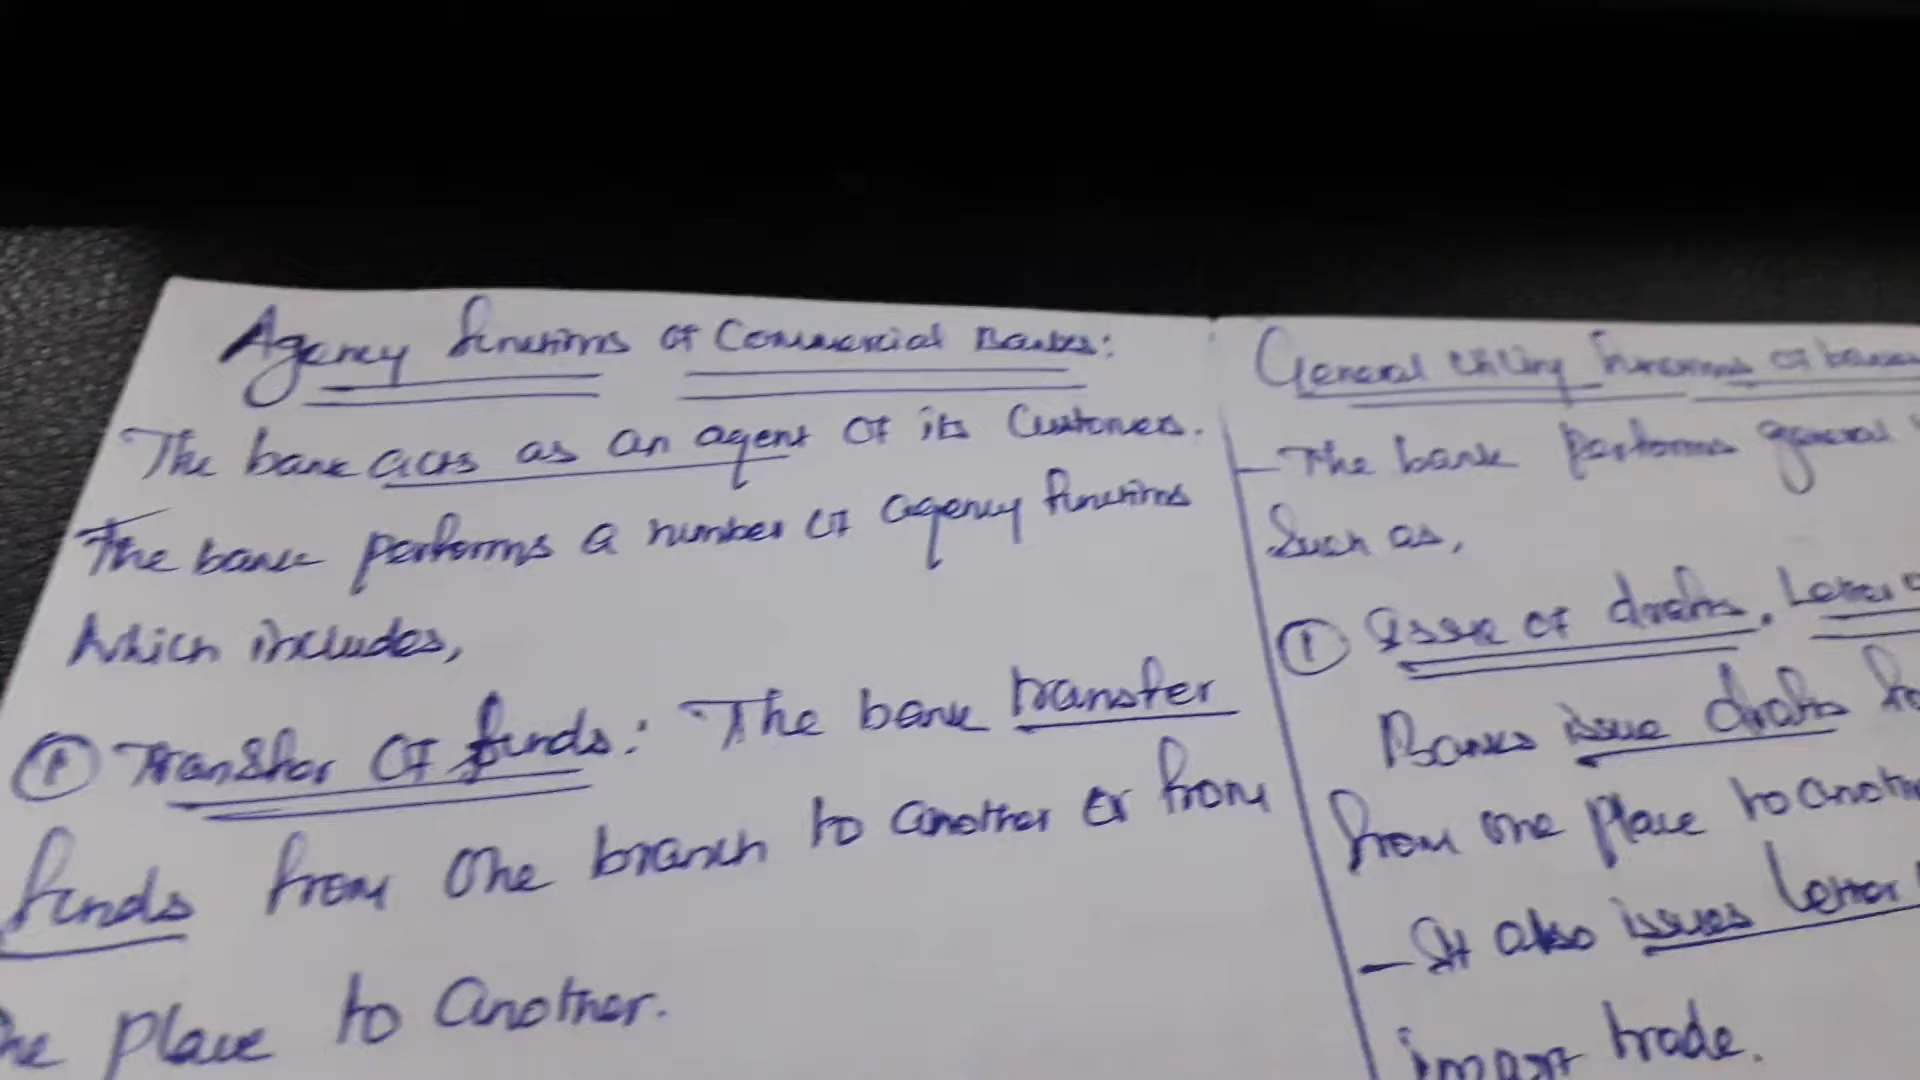 Agency functions of Commercial Banks:
The bank acts as an agent of its Customers.
The bank performs a number of agency functions
Which includes,
① Transfer of funds: The bank transfer
funds from one branch to another or from
place to another.
General utility functions of banks
- The bank performs general
Such as,
① Issue of drafts, Letter
Banks issue drafts
from one place to
- It also issues letter
import trade.